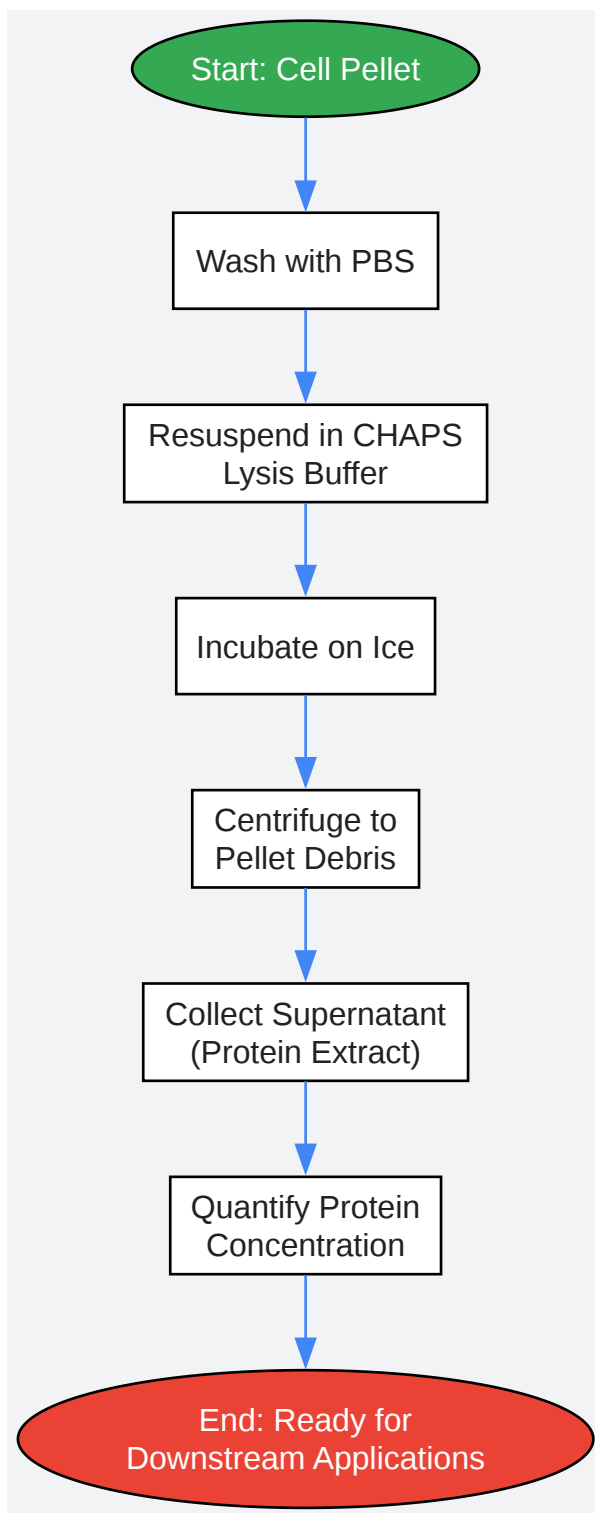 Start: Cell Pellet
Wash with PBS
Resuspend in CHAPS
Lysis Buffer
Incubate on Ice
Centrifuge to
Pellet Debris
Collect Supernatant
(Protein Extract)
Quantify Protein
Concentration
End: Ready for
Downstream Applications